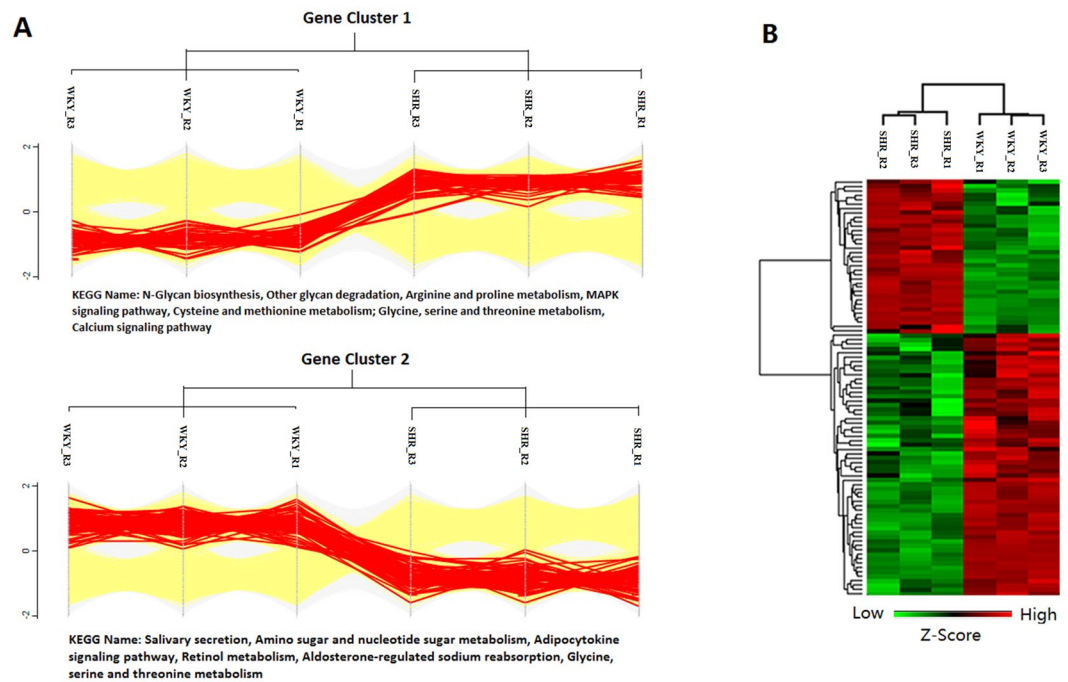 A
Gene Cluster 1
WKY_R3
WKY_R2
WKY_R1
SHR_R3
SHR_R2
SHR_R1
2
0
-2
KEGG Name: N-Glycan biosynthesis, Other glycan degradation, Arginine and proline metabolism, MAPK
signaling pathway, Cysteine and methionine metabolism; Glycine, serine and threonine metabolism,
Calcium signaling pathway
Gene Cluster 2
WKY_R3
WKY_R2
WKY_R1
SHR_R3
SHR_R2
SHR_R1
2
0
-2
KEGG Name: Salivary secretion, Amino sugar and nucleotide sugar metabolism, Adipocytokine
signaling pathway, Retinol metabolism, Aldosterone-regulated sodium reabsorption, Glycine,
serine and threonine metabolism
B
SHR_R2
SHR_R3
SHR_R1
WKY_R1
WKY_R2
WKY_R3
Low High
Z-Score